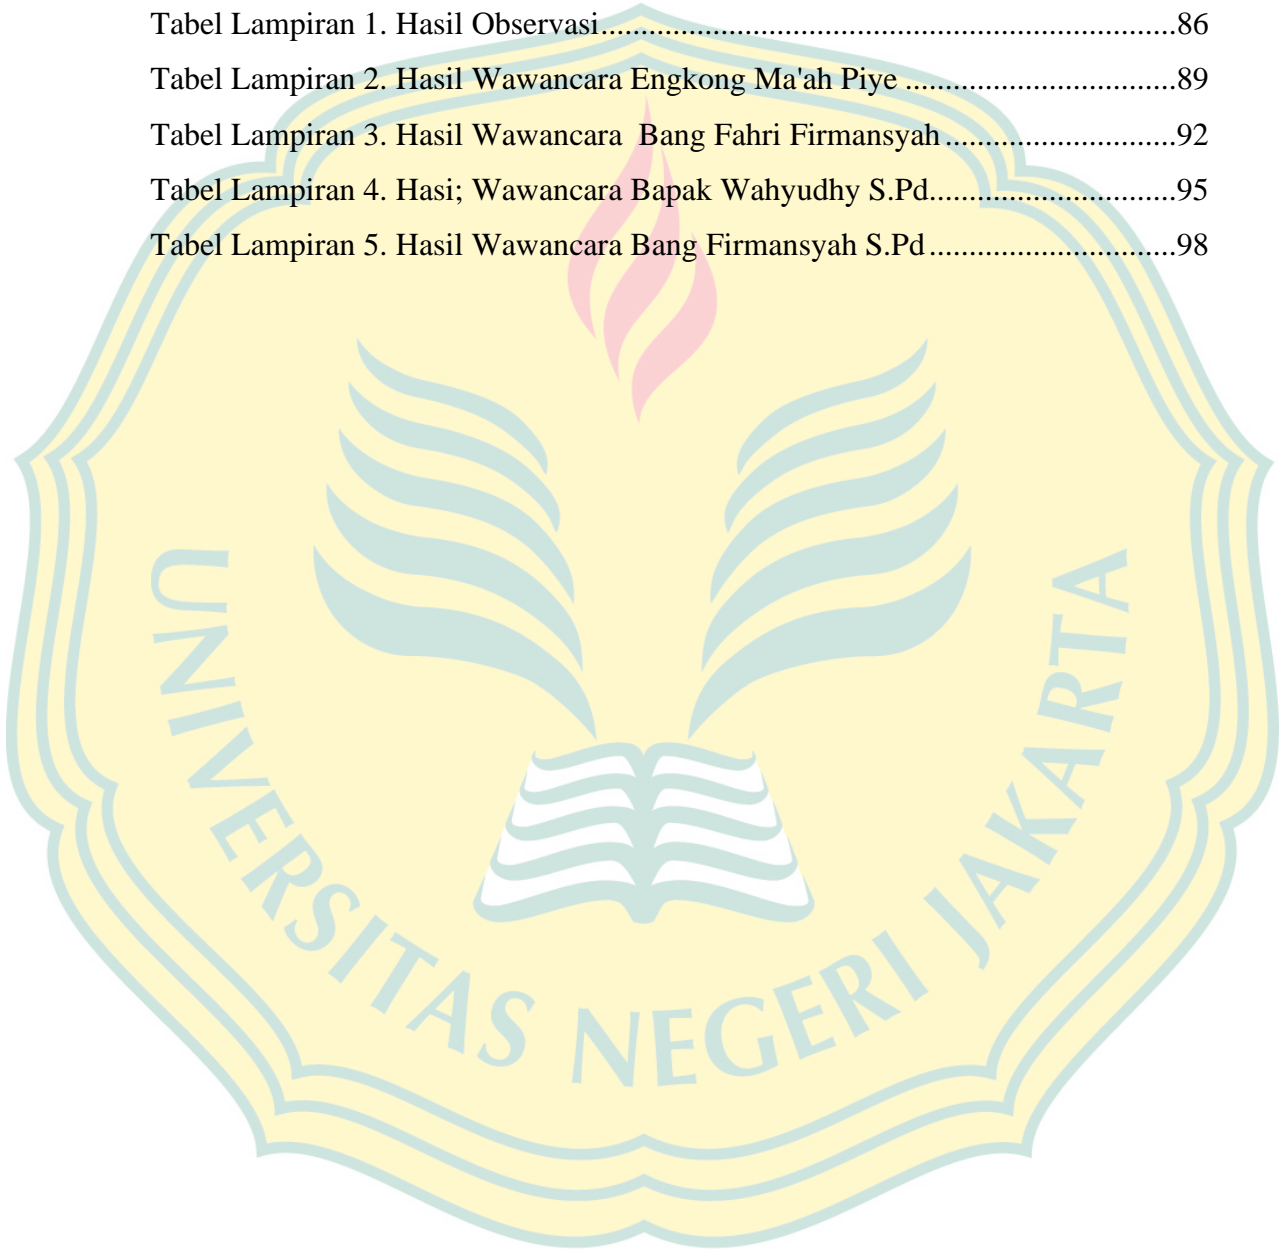 Tabel Lampiran 1. Hasil Observasi........................................................................86
Tabel Lampiran 2. Hasil Wawancara Engkong Ma'ah Piye ..................................89
Tabel Lampiran 3. Hasil Wawancara  Bang Fahri Firmansyah .............................92
Tabel Lampiran 4. Hasi; Wawancara Bapak Wahyudhy S.Pd...............................95
Tabel Lampiran 5. Hasil Wawancara Bang Firmansyah S.Pd ...............................98
UNIVERSITAS NEGERI JAKARTA